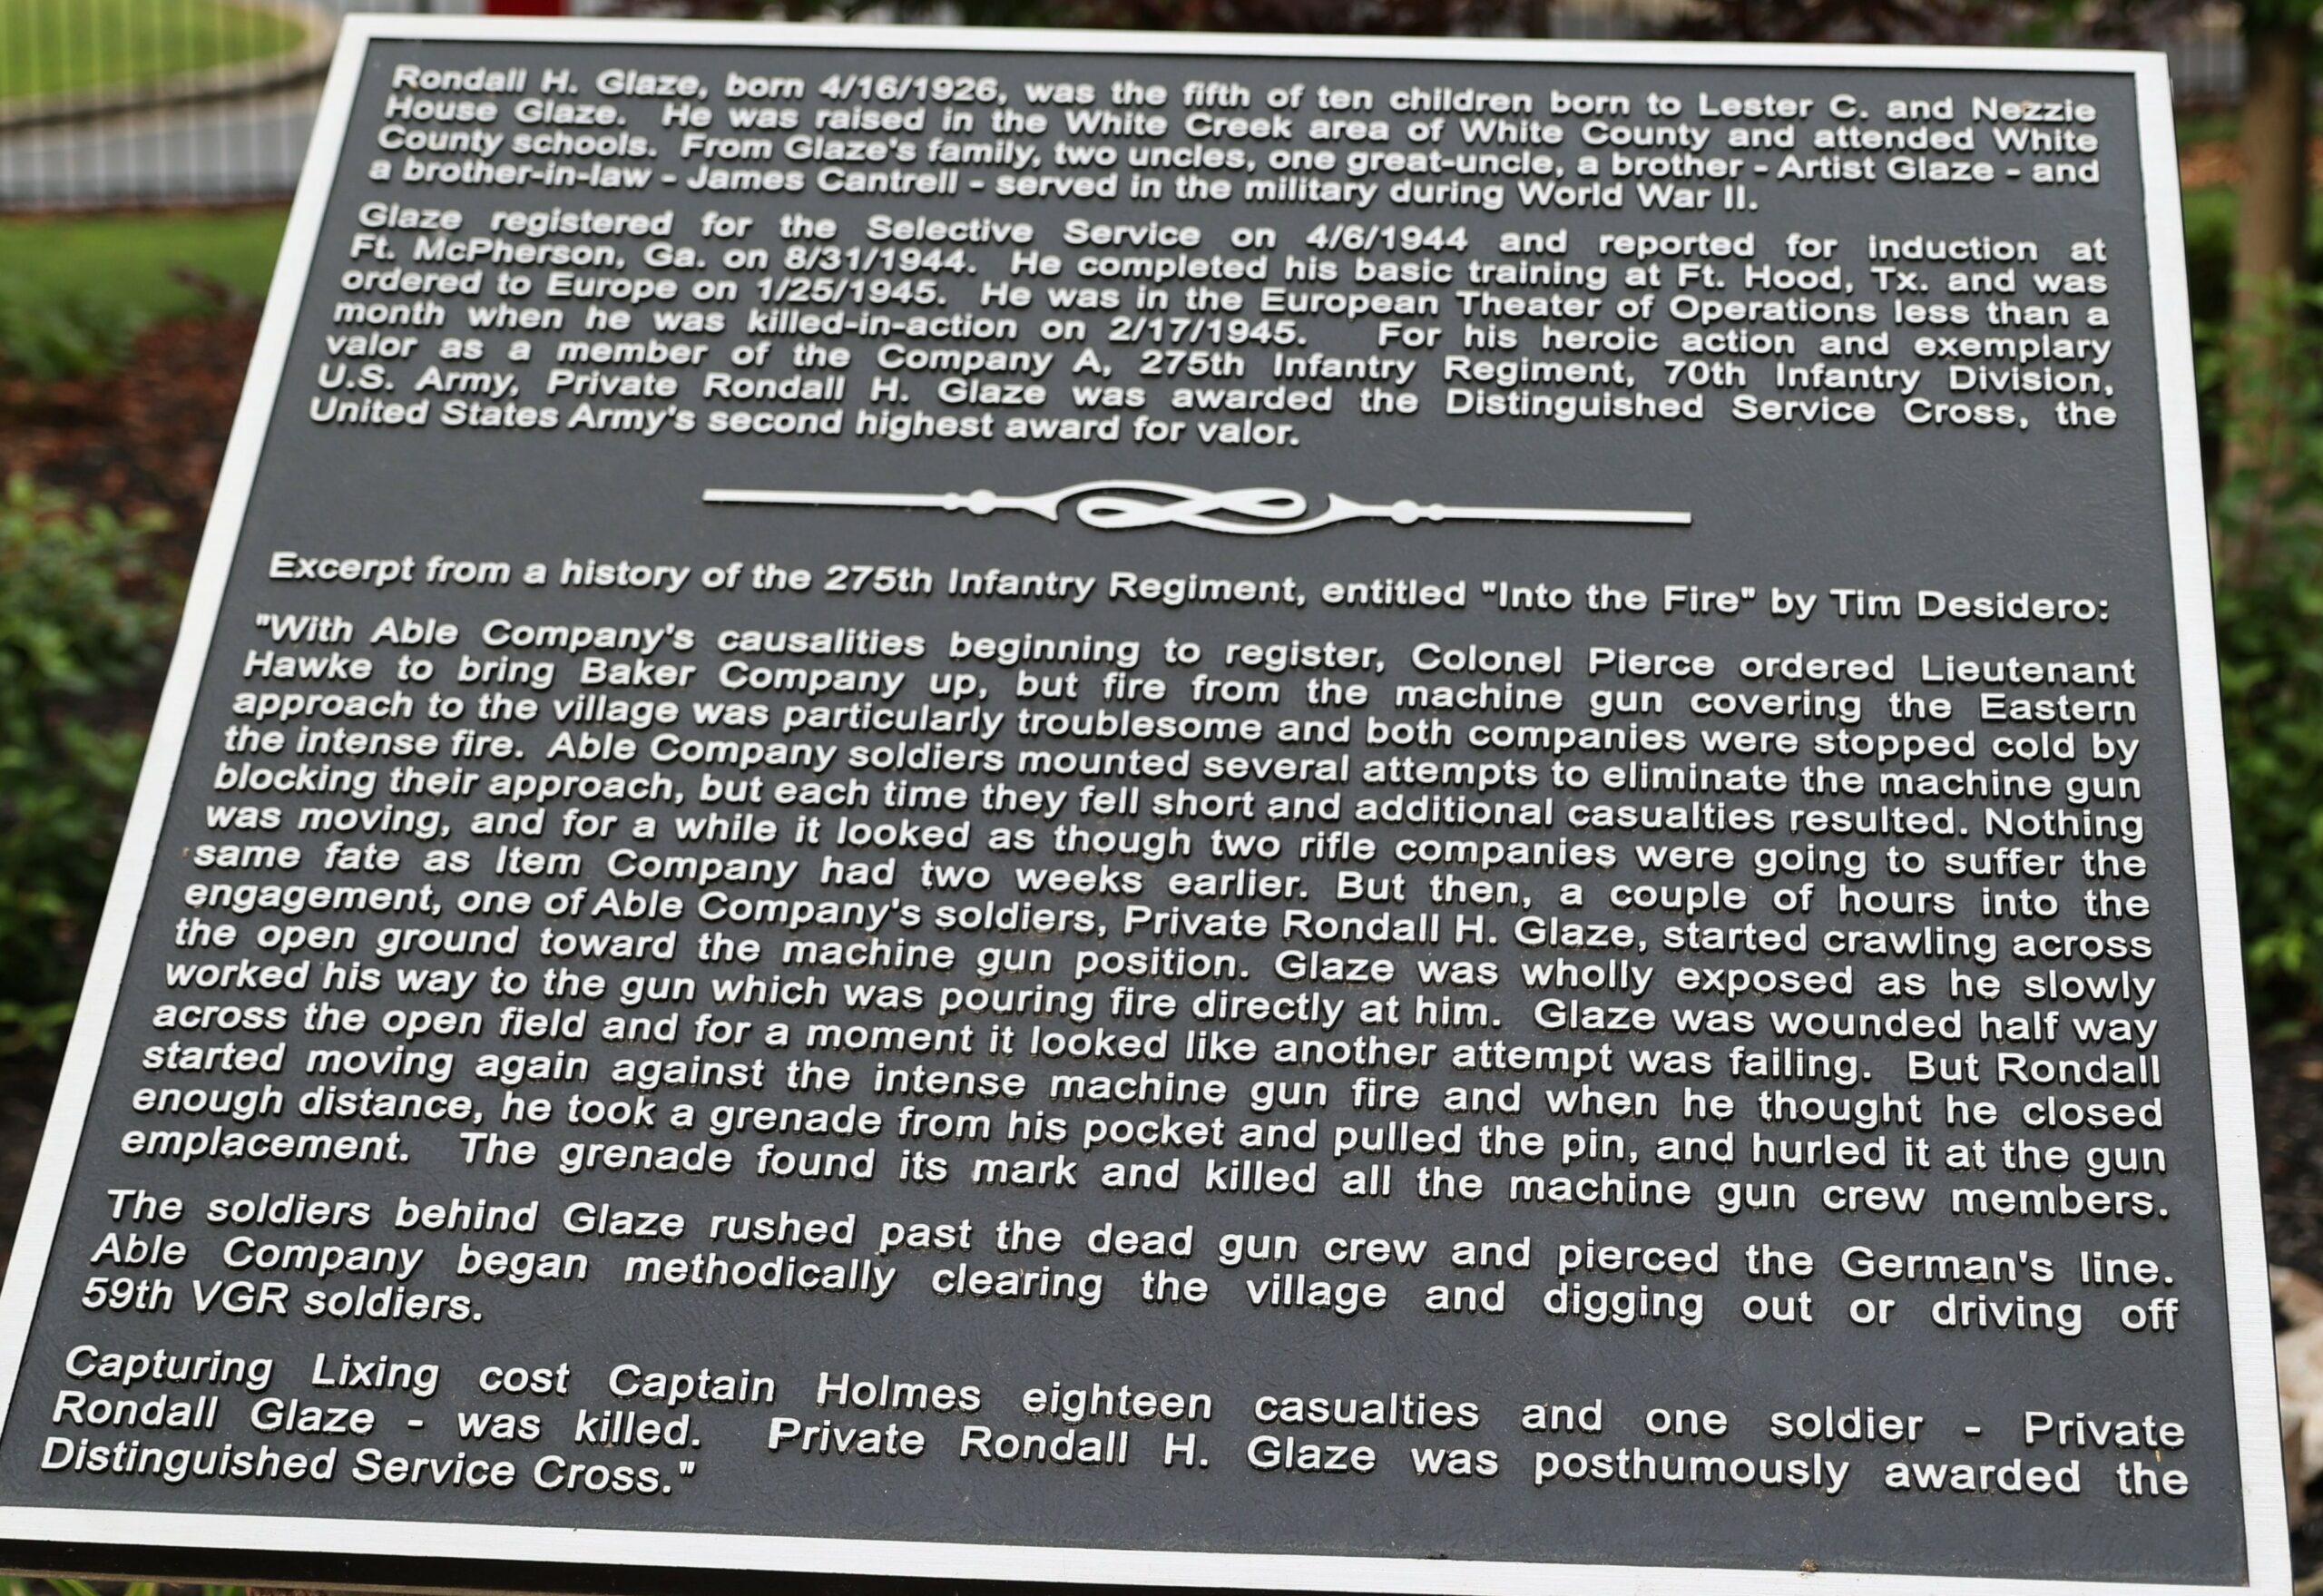 Rondall H. Glaze, born 4/16/1926, was the fifth of ten children born to Lester C. and Nezzie
House Glaze. He was raised in the White Creek area of White County and attended White
County schools. From Glaze's family, two uncles, one great-uncle, a brother - Artist Glaze - and
a brother-in-law - James Cantrell - served in the military during World War II.
Glaze registered for the Selective Service on 4/6/1944 and reported for induction at
Ft. McPherson, Ga. on 8/31/1944. He completed his basic training at Ft. Hood, Tx. and was
ordered to Europe on 1/25/1945. He was in the European Theater of Operations less than a
month when he was killed-in-action on 2/17/1945. For his heroic action and exemplary
valor as a member of the Company A, 275th Infantry Regiment, 70th Infantry Division,
U.S. Army, Private Rondall H. Glaze was awarded the Distinguished Service Cross, the
United States Army's second highest award for valor.
Excerpt from a history of the 275th Infantry Regiment, entitled "Into the Fire" by Tim Desidero:
"With Able Company's causalities beginning to register, Colonel Pierce ordered Lieutenant
Hawke to bring Baker Company up, but fire from the machine gun covering the Eastern
approach to the village was particularly troublesome and both companies were stopped cold by
the intense fire. Able Company soldiers mounted several attempts to eliminate the machine gun
blocking their approach, but each time they fell short and additional casualties resulted. Nothing
was moving, and for a while it looked as though two rifle companies were going to suffer the
same fate as Item Company had two weeks earlier. But then, a couple of hours into the
engagement, one of Able Company's soldiers, Private Rondall H. Glaze, started crawling across
the open ground toward the machine gun position. Glaze was wholly exposed as he slowly
worked his way to the gun which was pouring fire directly at him. Glaze was wounded half way
across the open field and for a moment it looked like another attempt was failing. But Rondall
started moving again against the intense machine gun fire and when he thought he closed
enough distance, he took a grenade from his pocket and pulled the pin, and hurled it at the gun
emplacement. The grenade found its mark and killed all the machine gun crew members.
The soldiers behind Glaze rushed past the dead gun crew and pierced the German's line.
Able Company began methodically clearing the village and digging out or driving off
59th VGR soldiers.
Capturing Lixing cost Captain Holmes eighteen casualties and one soldier - Private
Rondall Glaze - was killed. Private Rondall H. Glaze was posthumously awarded the
Distinguished Service Cross."